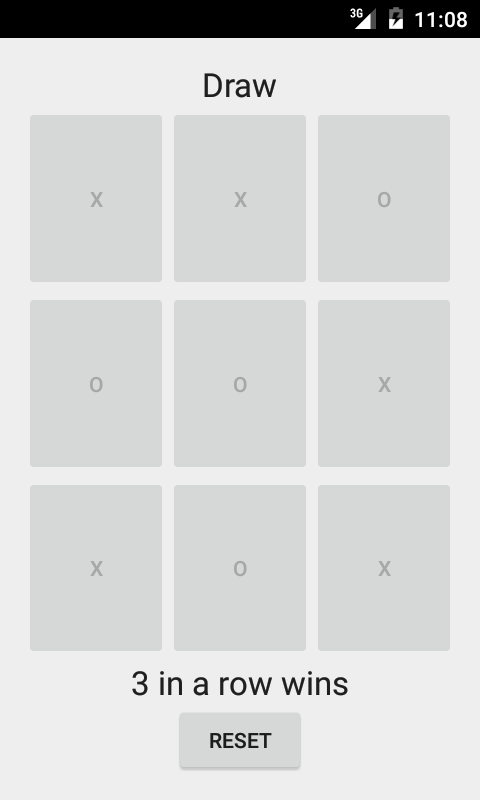 3G 11:08
Draw
X X O
O O X
X O X
3 in a row wins
RESET